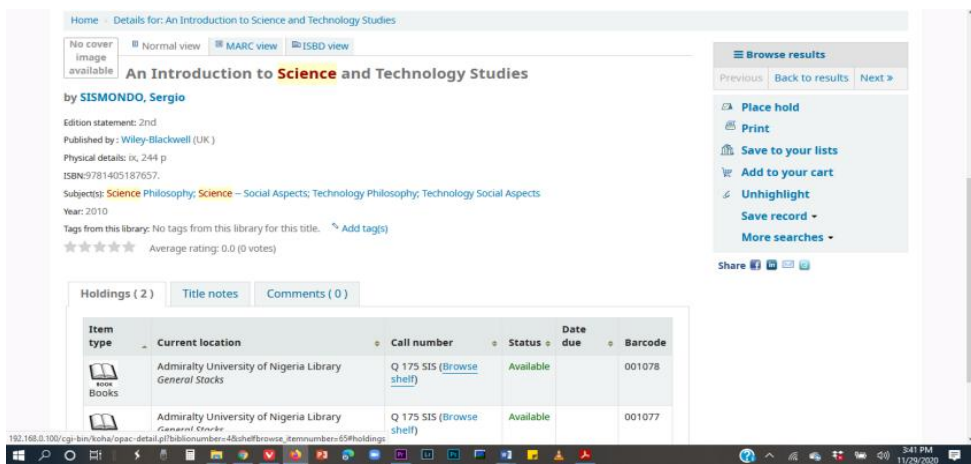 Home Details for: An Introduction to Science and Technology Studies
No cover image available
Normal view MARC view ISBD view
An Introduction to Science and Technology Studies
by SISMONDO, Sergio
Edition statement: 2nd
Published by : Wiley-Blackwell (UK )
Physical details: ix, 244 p
ISBN:9781405187657.
Subject(s): Science Philosophy; Science -- Social Aspects; Technology Philosophy; Technology Social Aspects
Year: 2010
Tags from this library: No tags from this library for this title. Add tag(s)
Average rating: 0.0 (0 votes)
Browse results
Previous Back to results Next »
Place hold
Print
Save to your lists
Add to your cart
Unhighlight
Save record
More searches
Share
Holdings ( 2 ) Title notes Comments ( 0 )
Item type Current location Call number Status Date due Barcode
BOOK
Books
Admiralty University of Nigeria Library
General Stacks
Q 175 SIS (Browse shelf)
Available
001078
Admiralty University of Nigeria Library
General Stacks
Q 175 SIS (Browse shelf)
Available
001077
192.168.0.100/cgi-bin/koha/opac-detail.pl?biblionumber=4&shelfbrowse_itemnumber=65#holdings
3:41 PM
11/29/2020